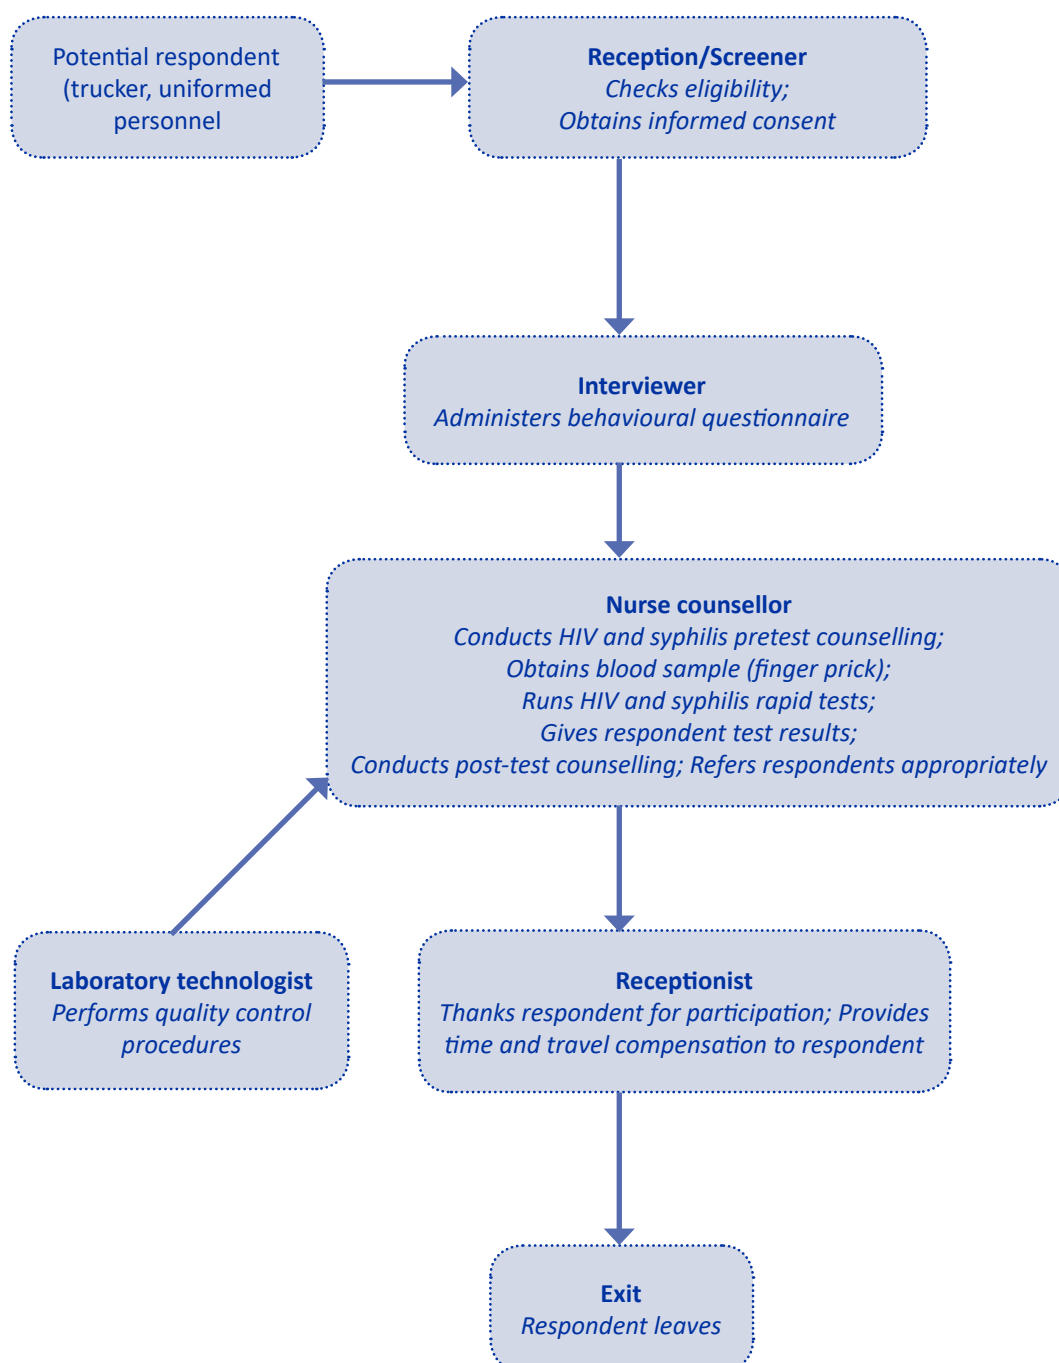 Potential respondent
(trucker, uniformed
personnel
Reception/Screener
Checks eligibility;
Obtains informed consent
Interviewer
Administers behavioural questionnaire
Nurse counsellor
Conducts HIV and syphilis pretest counselling;
Obtains blood sample (finger prick);
Runs HIV and syphilis rapid tests;
Gives respondent test results;
Conducts post-test counselling; Refers respondents appropriately
Laboratory technologist
Performs quality control
procedures
Receptionist
Thanks respondent for participation; Provides
time and travel compensation to respondent
Exit
Respondent leaves